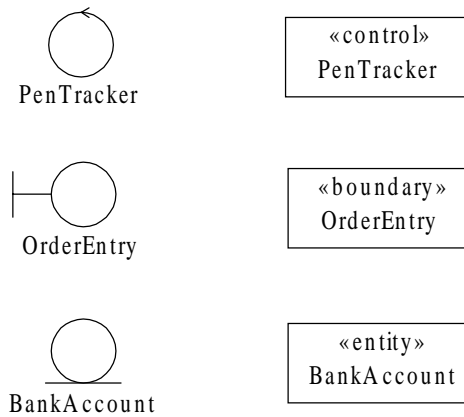 PenTracker
«control»
PenTracker
OrderEntry
«boundary»
OrderEntry
BankAccount
«entity»
BankAccount